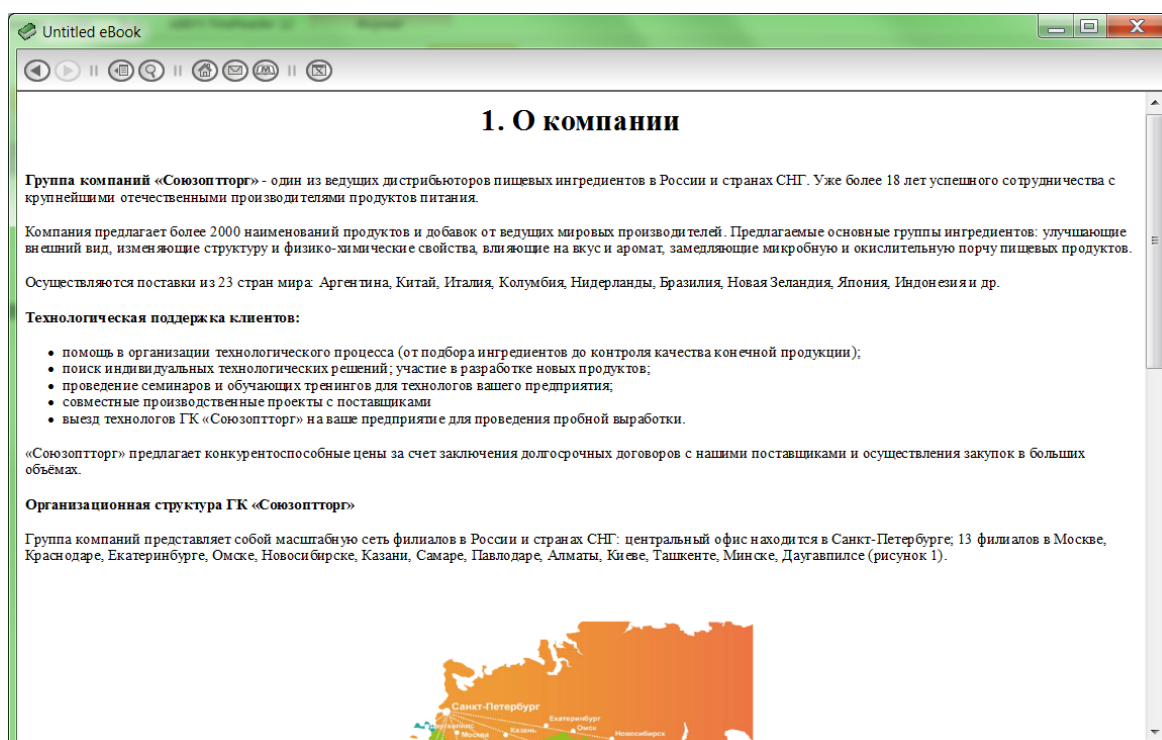 Untitled eBook
1. О компании
Группа компаний «Союзоптторг» - один из ведущих дистрибьюторов пищевых ингредиентов в России и странах СНГ. Уже более 18 лет успешного сотрудничества с
крупнейшими отечественными производителями продуктов питания.
Компания предлагает более 2000 наименований продуктов и добавок от ведущих мировых производителей. Предлагаемые основные группы ингредиентов: улучшающие
внешний вид, изменяющие структуру и физико-химические свойства, влияющие на вкус и аромат, замедляющие микробную и окислительную порчу пищевых продуктов.
Осуществляются поставки из 23 стран мира: Аргентина, Китай, Италия, Колумбия, Нидерланды, Бразилия, Новая Зеландия, Япония, Индонезия и др.
Технологическая поддержка клиентов:
• помощь в организации технологического процесса (от подбора ингредиентов до контроля качества конечной продукции);
• поиск индивидуальных технологических решений; участие в разработке новых продуктов;
• проведение семинаров и обучающих тренингов для технологов вашего предприятия;
• совместные производственные проекты с поставщиками
• выезд технологов ГК «Союзоптторг» на ваше предприятие для проведения пробной выработки.
«Союзоптторг» предлагает конкурентоспособные цены за счет заключения долгосрочных договоров с нашими поставщиками и осуществления закупок в больших
объёмах.
Организационная структура ГК «Союзоптторг»
Группа компаний представляет собой масштабную сеть филиалов в России и странах СНГ: центральный офис находится в Санкт-Петербурге; 13 филиалов в Москве,
Краснодаре, Екатеринбурге, Омске, Новосибирске, Казани, Самаре, Павлодаре, Алматы, Киеве, Ташкенте, Минске, Даугавпилсе (рисунок 1).
Санкт-Петербург
Екатеринбург
Омск
Казань
Москва
Новосибирск